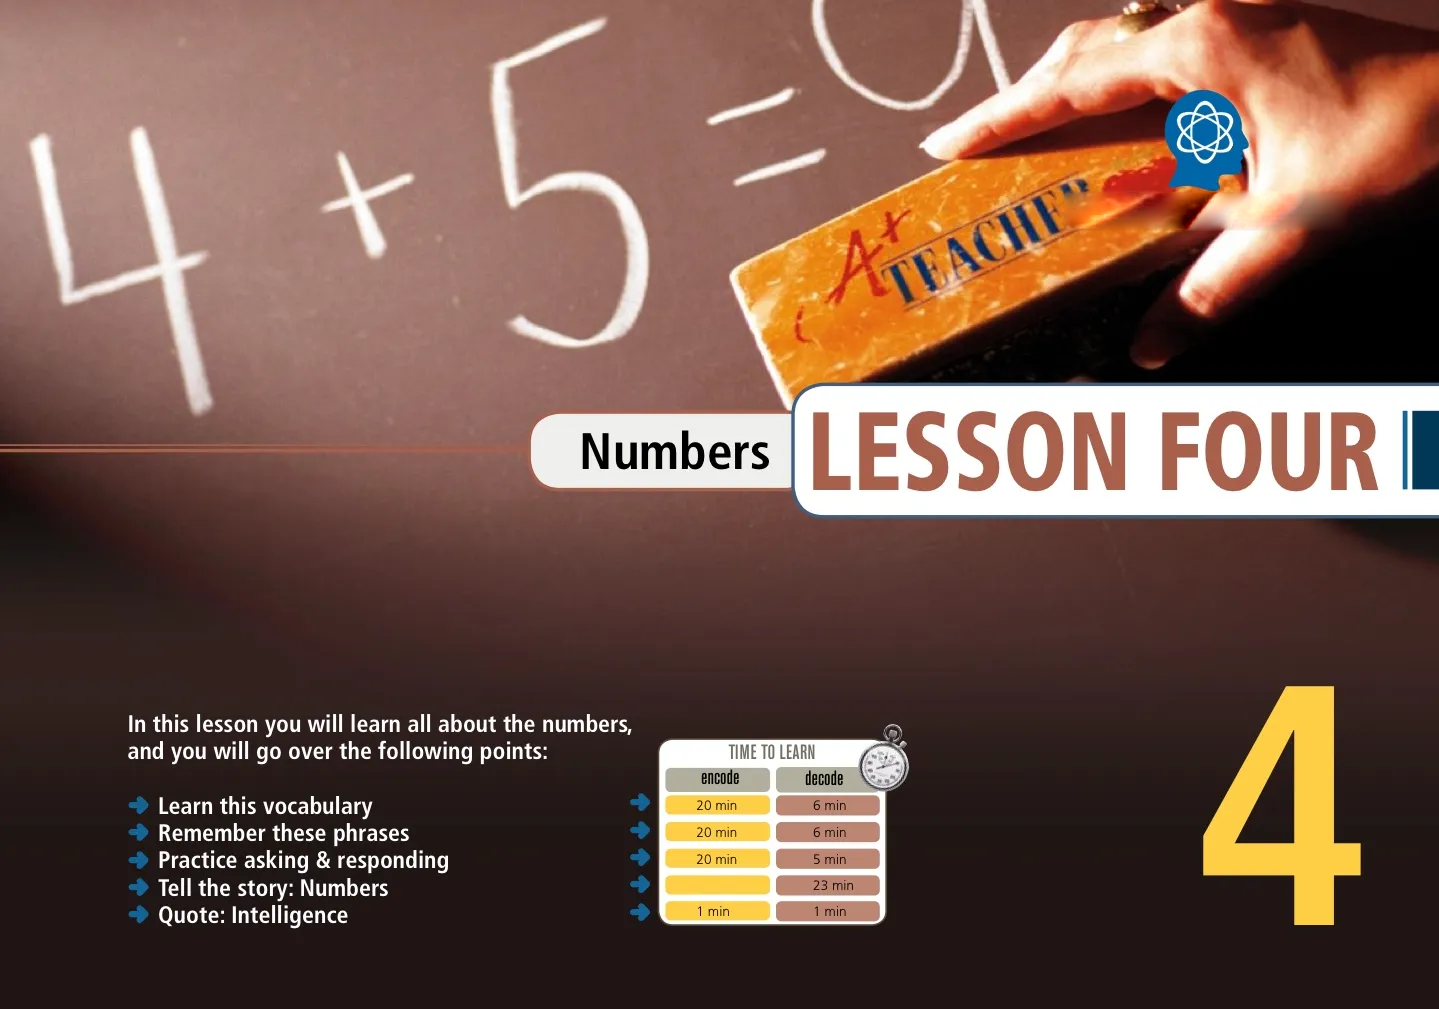 4 + 5 = 9
A+
TEACHER
Numbers
LESSON FOUR
In this lesson you will learn all about the numbers,
and you will go over the following points:
Learn this vocabulary
Remember these phrases
Practice asking & responding
Tell the story: Numbers
Quote: Intelligence
TIME TO LEARN
encode decode
20 min 6 min
20 min 6 min
20 min 5 min
23 min
1 min 1 min
4